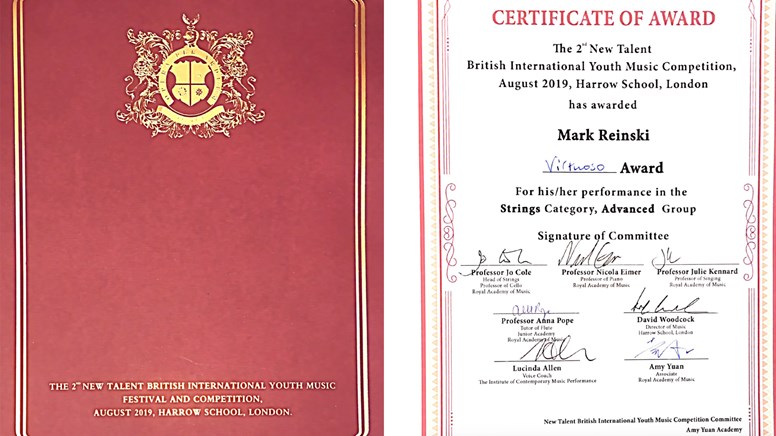 THE 2nd NEW TALENT BRITISH INTERNATIONAL YOUTH MUSIC
FESTIVAL AND COMPETITION,
AUGUST 2019, HARROW SCHOOL, LONDON.
CERTIFICATE OF AWARD
The 2nd New Talent
British International Youth Music Competition,
August 2019, Harrow School, London
has awarded
Mark Reinski
Virtuoso Award
For his/her performance in the
Strings Category, Advanced Group
Signature of Committee
Professor Jo Cole
Head of Strings
Professor of Cello
Royal Academy of Music
Professor Nicola Eimer
Professor of Piano
Royal Academy of Music
Professor Julie Kennard
Professor of Singing
Royal Academy of Music
Professor Anna Pope
Tutor of Flute
Junior Academy
Royal Academy of Music
David Woodcock
Director of Music
Harrow School, London
Lucinda Allen
Voice Coach
The Institute of Contemporary Music Performance
Amy Yuan
Associate
Royal Academy of Music
New Talent British International Youth Music Competition Committee
Amy Yuan Academy